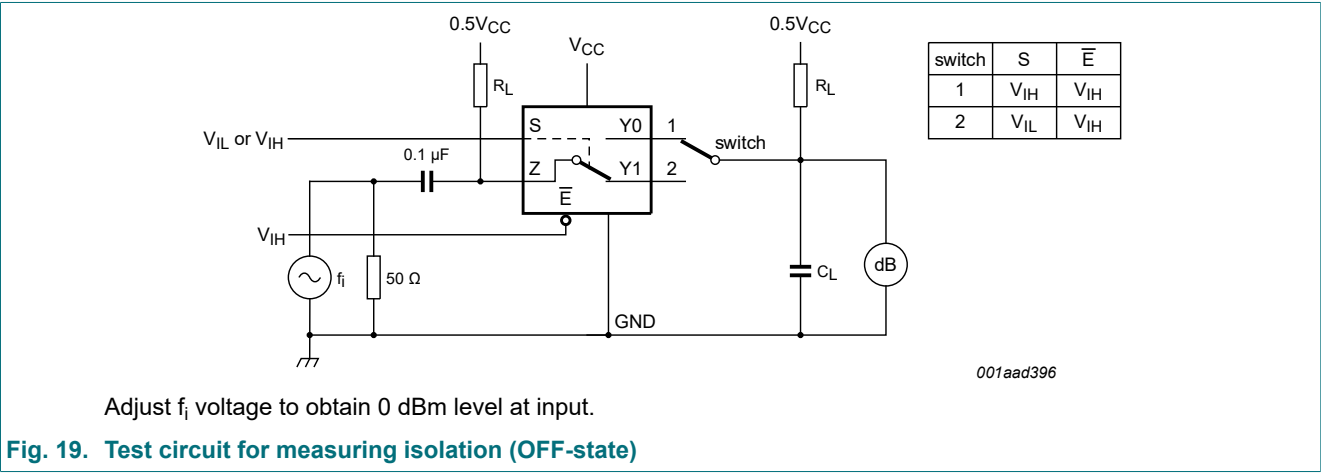 0.5VCC
0.5VCC
VCC
RL
RL
switch S E̅
1 VIH VIH
2 VIL VIH
VIL or VIH
S
Y0
1
switch
0.1 μF
Z
Y1
2
E̅
VIH
fi
50 Ω
CL
dB
GND
001aad396
Adjust fi voltage to obtain 0 dBm level at input.
Fig. 19. Test circuit for measuring isolation (OFF-state)